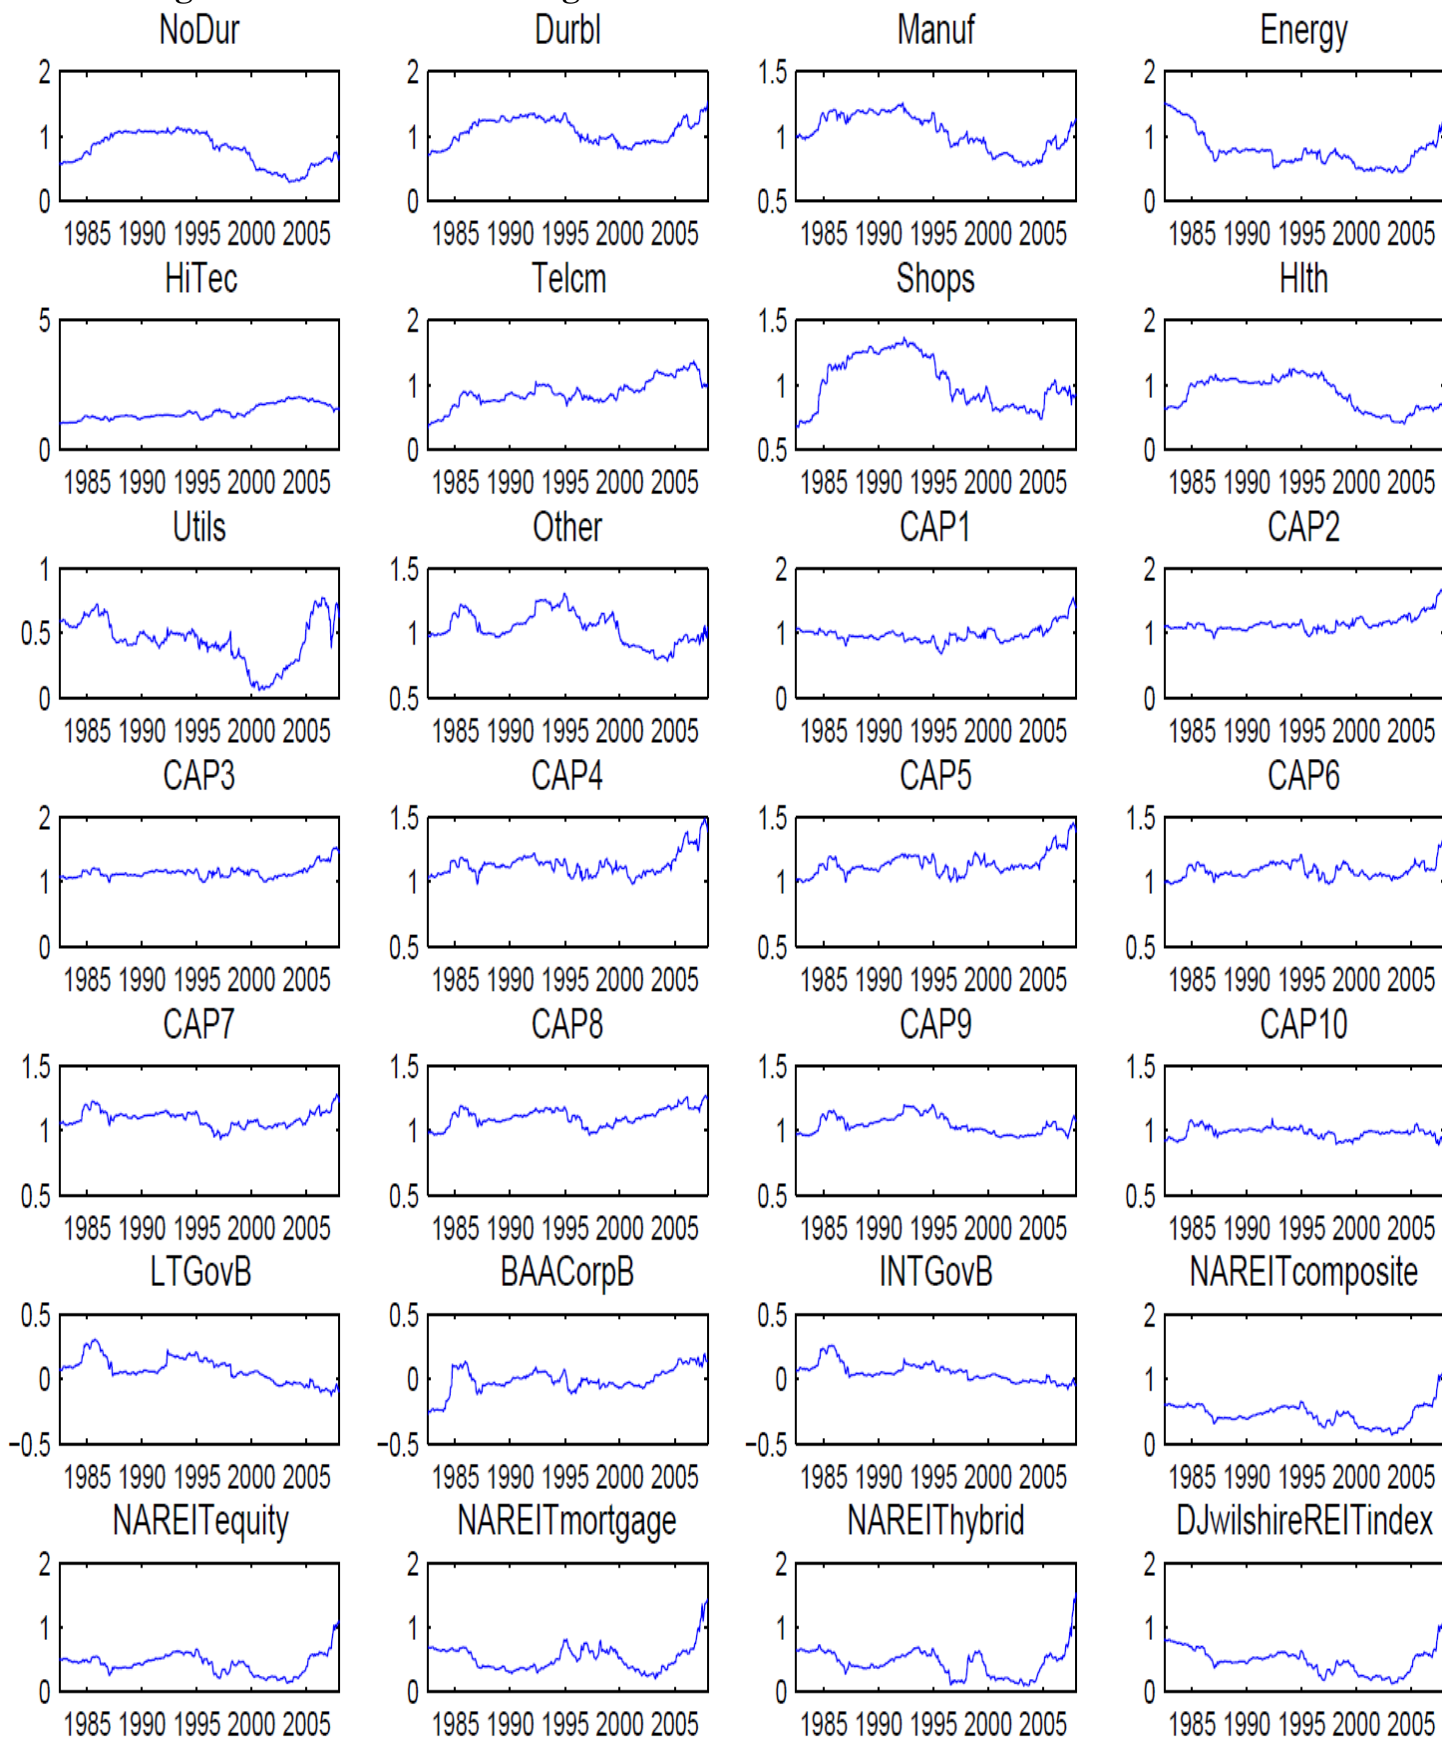 NoDur Durbl Manuf Energy
2 2 1.5 2
1 1 1 1
0 0 0.5 0
1985 1990 1995 2000 2005 1985 1990 1995 2000 2005 1985 1990 1995 2000 2005 1985 1990 1995 2000 2005
HiTec Telcm Shops Hlth
5 2 1.5 2
1 1 1
0 0 0.5 0
1985 1990 1995 2000 2005 1985 1990 1995 2000 2005 1985 1990 1995 2000 2005 1985 1990 1995 2000 2005
Utils Other CAP1 CAP2
1 1.5 2 2
0.5 1 1 1
0 0.5 0 0
1985 1990 1995 2000 2005 1985 1990 1995 2000 2005 1985 1990 1995 2000 2005 1985 1990 1995 2000 2005
CAP3 CAP4 CAP5 CAP6
2 1.5 1.5 1.5
1 1 1 1
0 0.5 0.5 0.5
1985 1990 1995 2000 2005 1985 1990 1995 2000 2005 1985 1990 1995 2000 2005 1985 1990 1995 2000 2005
CAP7 CAP8 CAP9 CAP10
1.5 1.5 1.5 1.5
1 1 1 1
0.5 0.5 0.5 0.5
1985 1990 1995 2000 2005 1985 1990 1995 2000 2005 1985 1990 1995 2000 2005 1985 1990 1995 2000 2005
LTGovB BAACorpB INTGovB NAREITcomposite
0.5 0.5 0.5 2
0 0 0 1
−0.5 −0.5 −0.5 0
1985 1990 1995 2000 2005 1985 1990 1995 2000 2005 1985 1990 1995 2000 2005 1985 1990 1995 2000 2005
NAREITequity NAREITmortgage NAREIThybrid DJwilshireREITindex
2 2 2 2
1 1 1 1
0 0 0 0
1985 1990 1995 2000 2005 1985 1990 1995 2000 2005 1985 1990 1995 2000 2005 1985 1990 1995 2000 2005